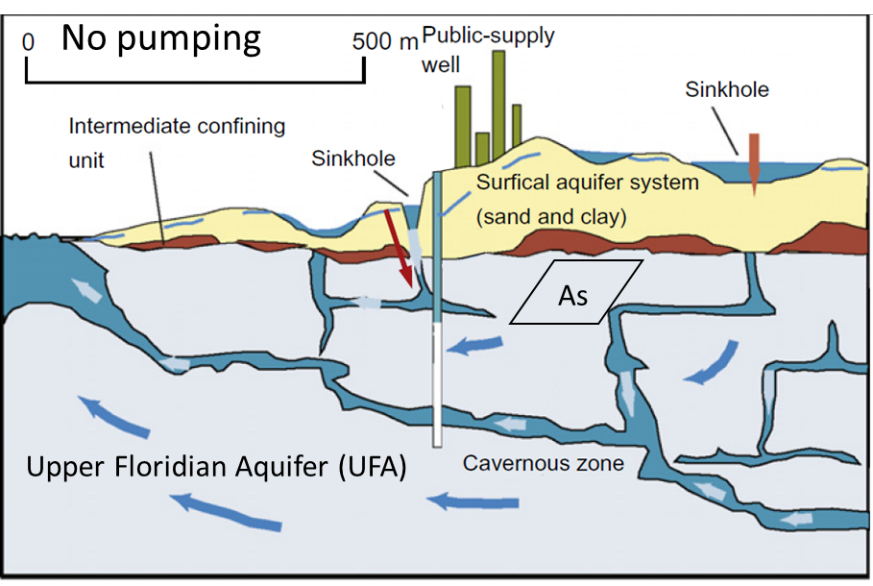 0 No pumping 500 m
Public-supply
well
Sinkhole
Intermediate confining
unit
Sinkhole
Surfical aquifer system
(sand and clay)
As
Upper Floridian Aquifer (UFA)
Cavernous zone